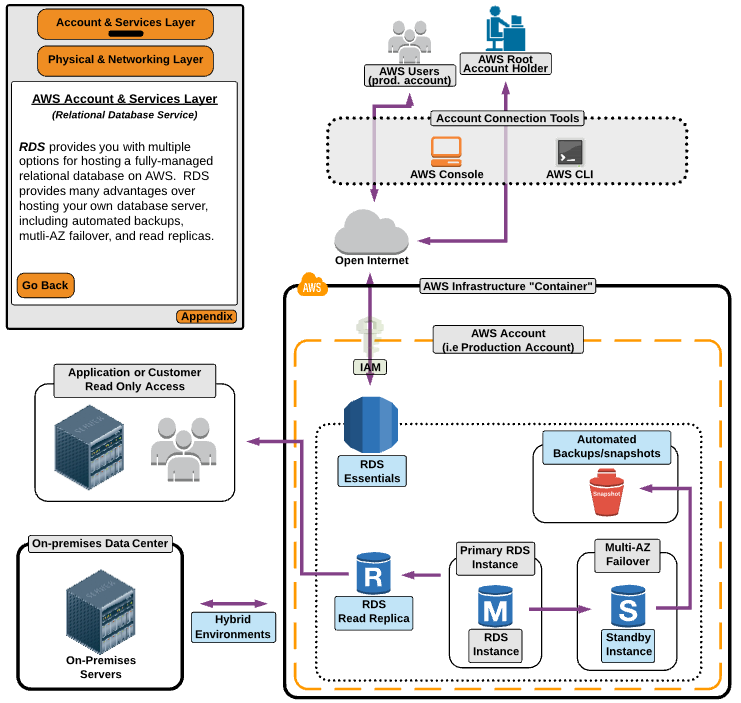 Account & Services Layer
Physical & Networking Layer
AWS Account & Services Layer
(Relational Database Service)
RDS provides you with multiple
options for hosting a fully-managed
relational database on AWS. RDS
provides many advantages over
hosting your own database server,
including automated backups,
mutli-AZ failover, and read replicas.
Go Back
Appendix
AWS Users
(prod. account)
AWS Root
Account Holder
Account Connection Tools
AWS Console
AWS CLI
Open Internet
AWS
AWS Infrastructure "Container"
AWS Account
(i.e Production Account)
IAM
Application or Customer
Read Only Access
RDS
Essentials
Automated
Backups/snapshots
Snapshot
On-premises Data Center
On-Premises
Servers
Hybrid
Environments
R
RDS
Read Replica
Primary RDS
Instance
M
RDS
Instance
Multi-AZ
Failover
S
Standby
Instance